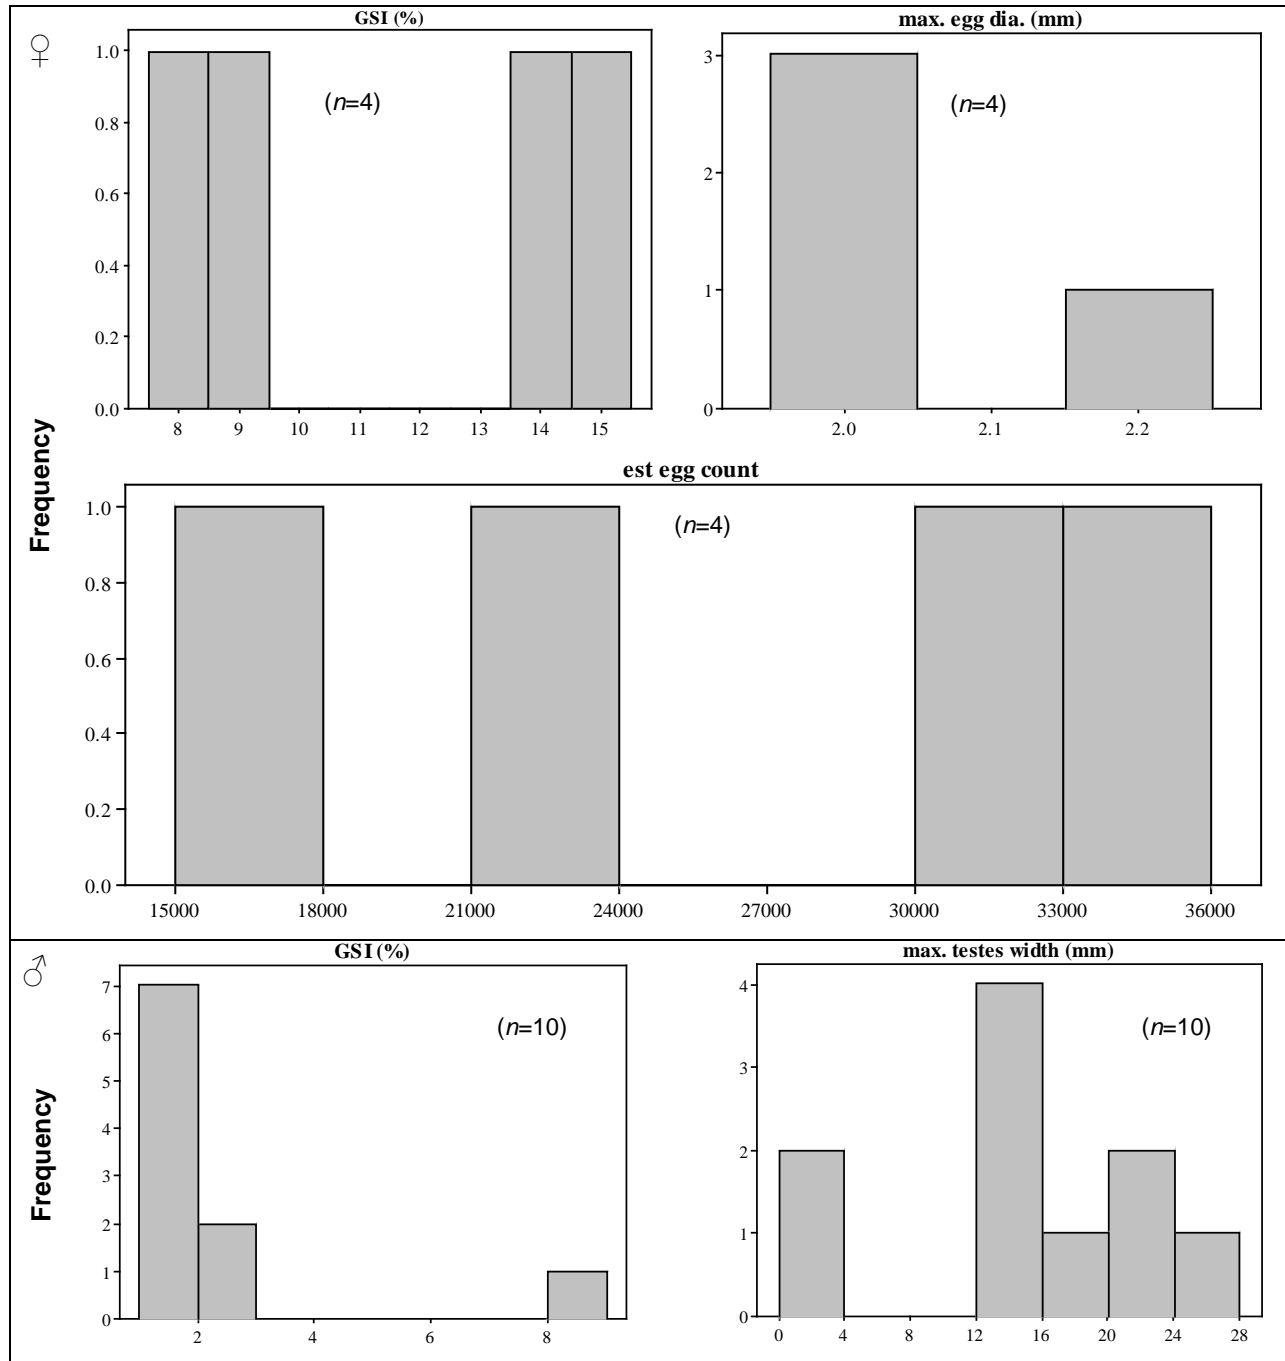 ♀
GSI (%)
1.0
0.8
0.6
0.4
0.2
0.0
(n=4)
8 9 10 11 12 13 14 15
max. egg dia. (mm)
3
2
1
0
(n=4)
2.0 2.1 2.2
Frequency
est egg count
1.0
0.8
0.6
0.4
0.2
0.0
(n=4)
15000 18000 21000 24000 27000 30000 33000 36000
♂
GSI (%)
7
6
5
4
3
2
1
0
(n=10)
2 4 6 8
Frequency
max. testes width (mm)
4
3
2
1
0
(n=10)
0 4 8 12 16 20 24 28